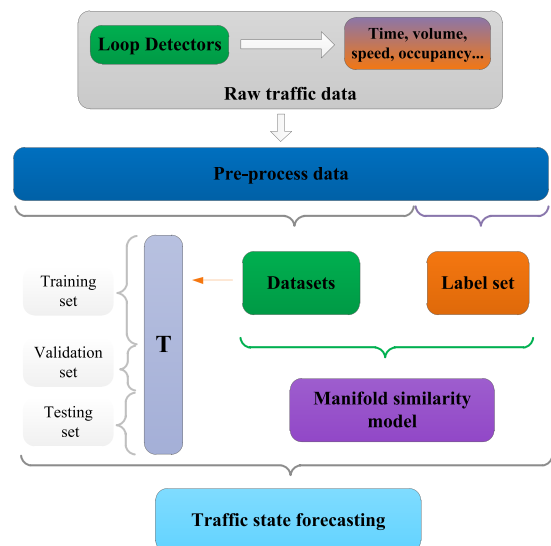 Loop Detectors
Time, volume,
speed, occupancy...
Raw traffic data
Pre-process data
Training
set
Validation
set
Testing
set
T
Datasets
Label set
Manifold similarity
model
Traffic state forecasting